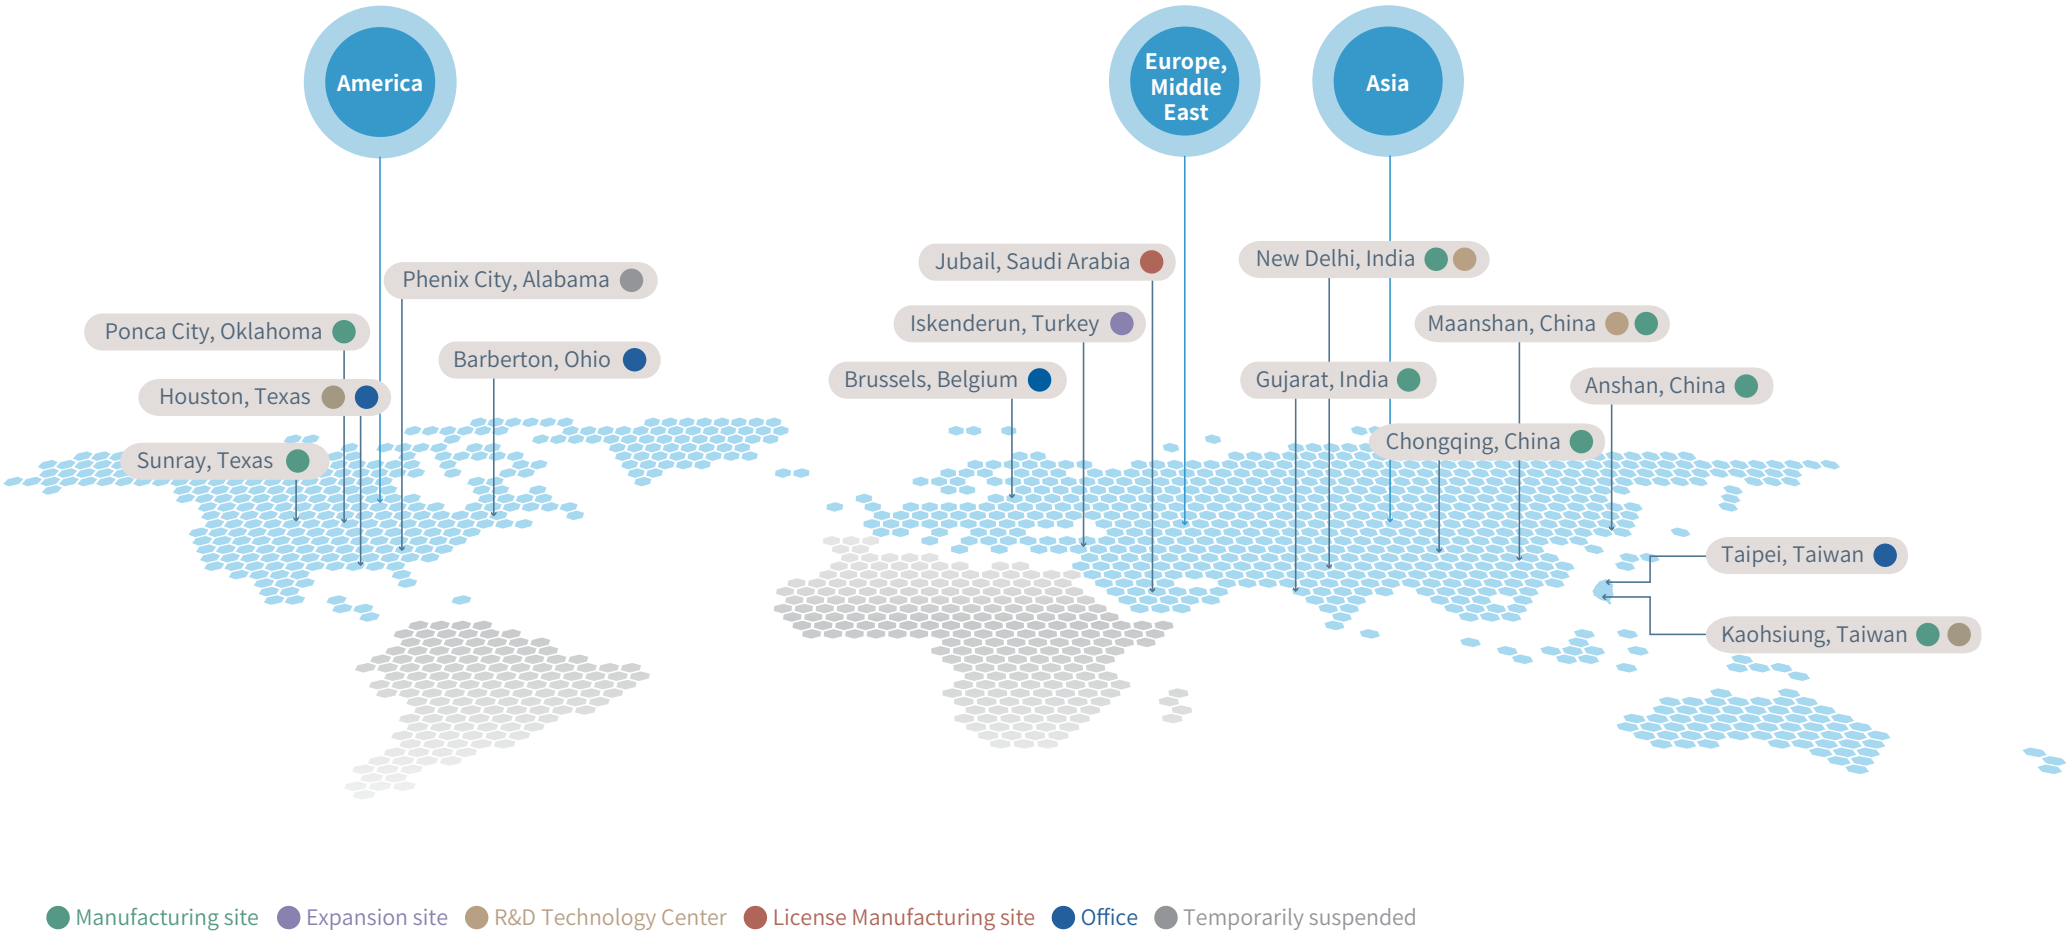 America
Europe,
Middle
East
Asia
Phenix City, Alabama
Ponca City, Oklahoma
Barberton, Ohio
Houston, Texas
Sunray, Texas
Jubail, Saudi Arabia
Iskenderun, Turkey
Brussels, Belgium
New Delhi, India
Maanshan, China
Gujarat, India
Anshan, China
Chongqing, China
Taipei, Taiwan
Kaohsiung, Taiwan
Manufacturing site
Expansion site
R&D Technology Center
License Manufacturing site
Office
Temporarily suspended